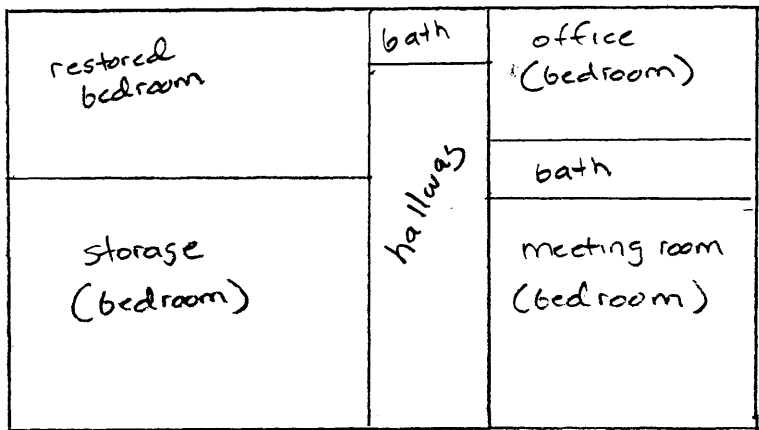 restored
bedroom
bath
office
(bedroom)
hallway
bath
storage
(bedroom)
meeting room
(bedroom)